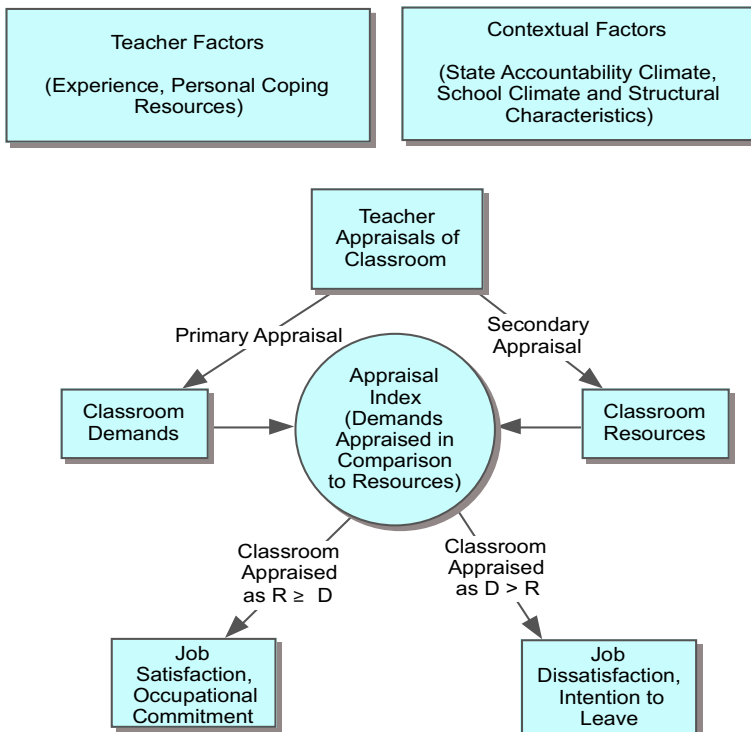 Teacher Factors
(Experience, Personal Coping
Resources)
Contextual Factors
(State Accountability Climate,
School Climate and Structural
Characteristics)
Teacher
Appraisals of
Classroom
Primary Appraisal
Secondary
Appraisal
Classroom
Demands
Appraisal
Index
(Demands
Appraised in
Comparison
to Resources)
Classroom
Resources
Classroom
Appraised
as R ≥ D
Classroom
Appraised
as D > R
Job
Satisfaction,
Occupational
Commitment
Job
Dissatisfaction,
Intention to
Leave